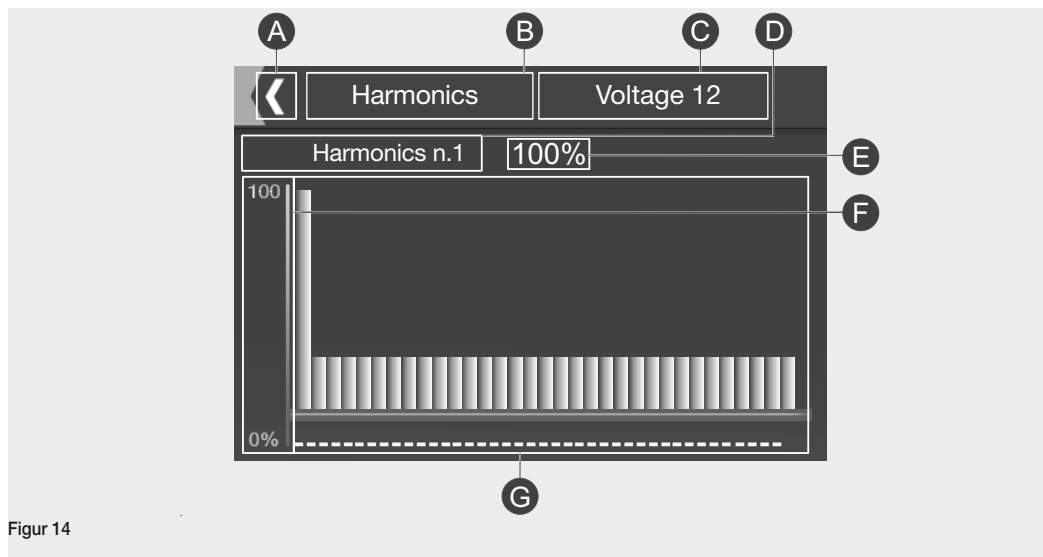 A B C D
Harmonics Voltage 12
Harmonics n.1 100% E
F
100
0%
G
Figur 14